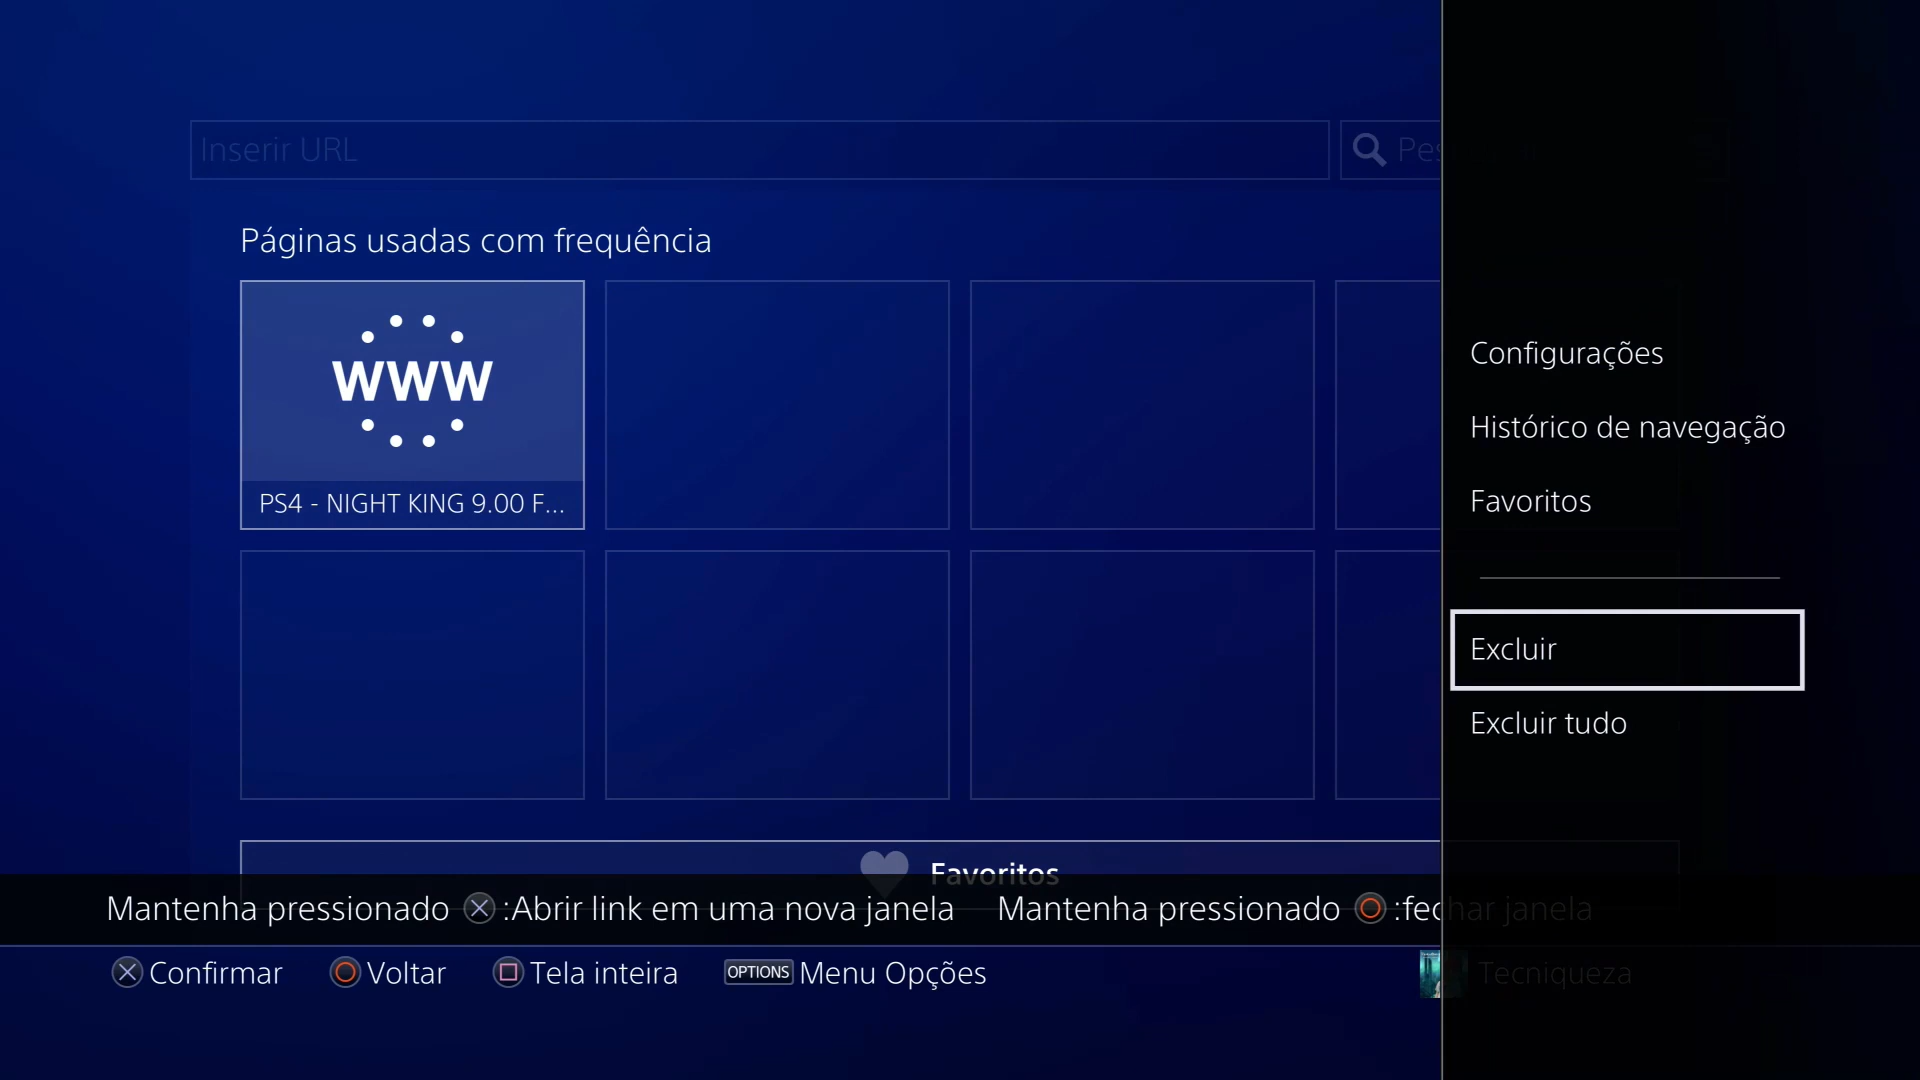 Inserir URL
Pes
Páginas usadas com frequência
www
PS4 - NIGHT KING 9.00 F...
Favoritos
Configurações
Histórico de navegação
Favoritos
Excluir
Excluir tudo
Mantenha pressionado :Abrir link em uma nova janela Mantenha pressionado :fechar janela
Confirmar Voltar Tela inteira OPTIONS Menu Opções Tecniqueza